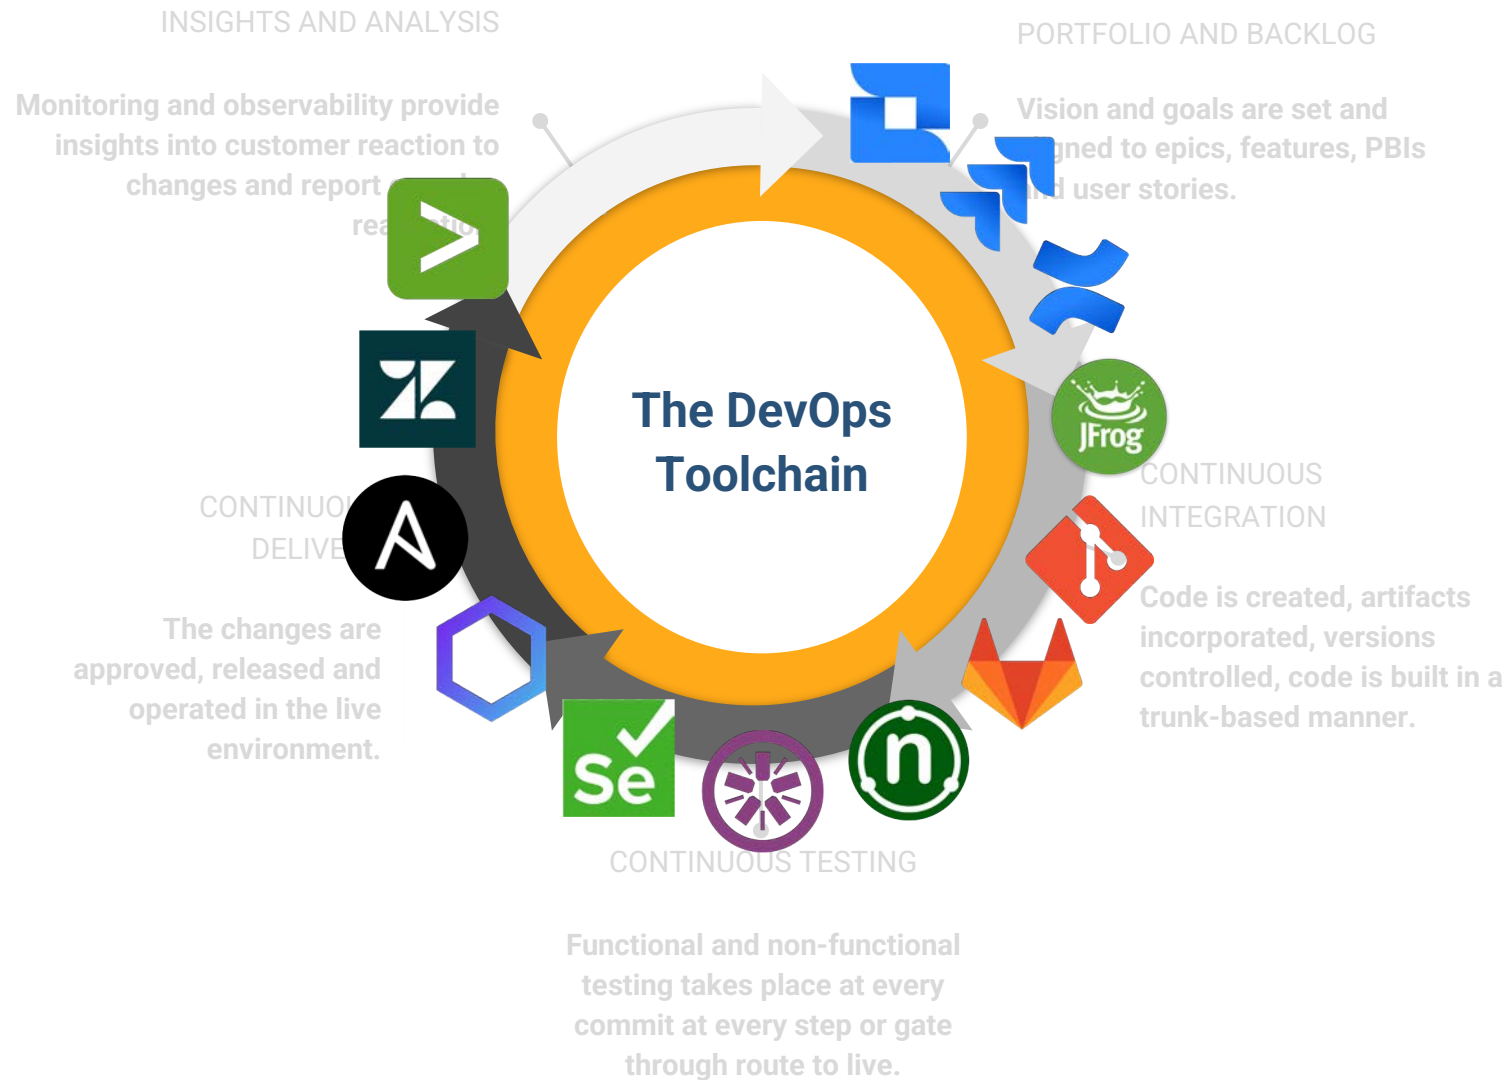 INSIGHTS AND ANALYSIS
Monitoring and observability provide
insights into customer reaction to
changes and report
PORTFOLIO AND BACKLOG
Vision and goals are set and
to epics, features, PBIs
user stories.
The DevOps
Toolchain
JFrog
CONTINUOUS
INTEGRATION
Code is created, artifacts
incorporated, versions
controlled, code is built in a
trunk-based manner.
n
Se
CONTINUOUS TESTING
Functional and non-functional
testing takes place at every
commit at every step or gate
through route to live.
The changes are
approved, released and
operated in the live
environment.